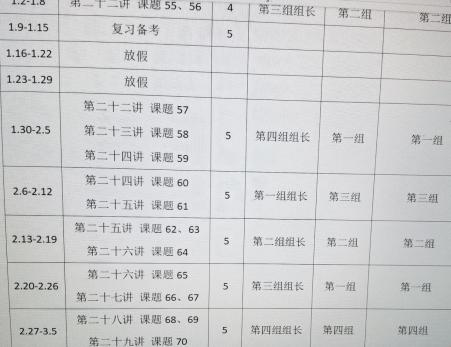 1.2-1.8 第二十二讲 课题 55、56 4 第三组组长 第二组 第二组
1.9-1.15 复习备考 5
1.16-1.22 放假
1.23-1.29 放假
第二十二讲 课题 57
1.30-2.5 第二十三讲 课题 58 5 第四组组长 第一组 第一组
第二十四讲 课题 59
第二十四讲 课题 60
2.6-2.12 5 第一组组长 第三组 第三组
第二十五讲 课题 61
第二十五讲 课题 62、63
2.13-2.19 5 第二组组长 第二组 第二组
第二十六讲 课题 64
第二十六讲 课题 65
2.20-2.26 5 第三组组长 第一组 第一组
第二十七讲 课题 66、67
第二十八讲 课题 68、69
2.27-3.5 5 第四组组长 第四组 第四组
第二十九讲 课题 70